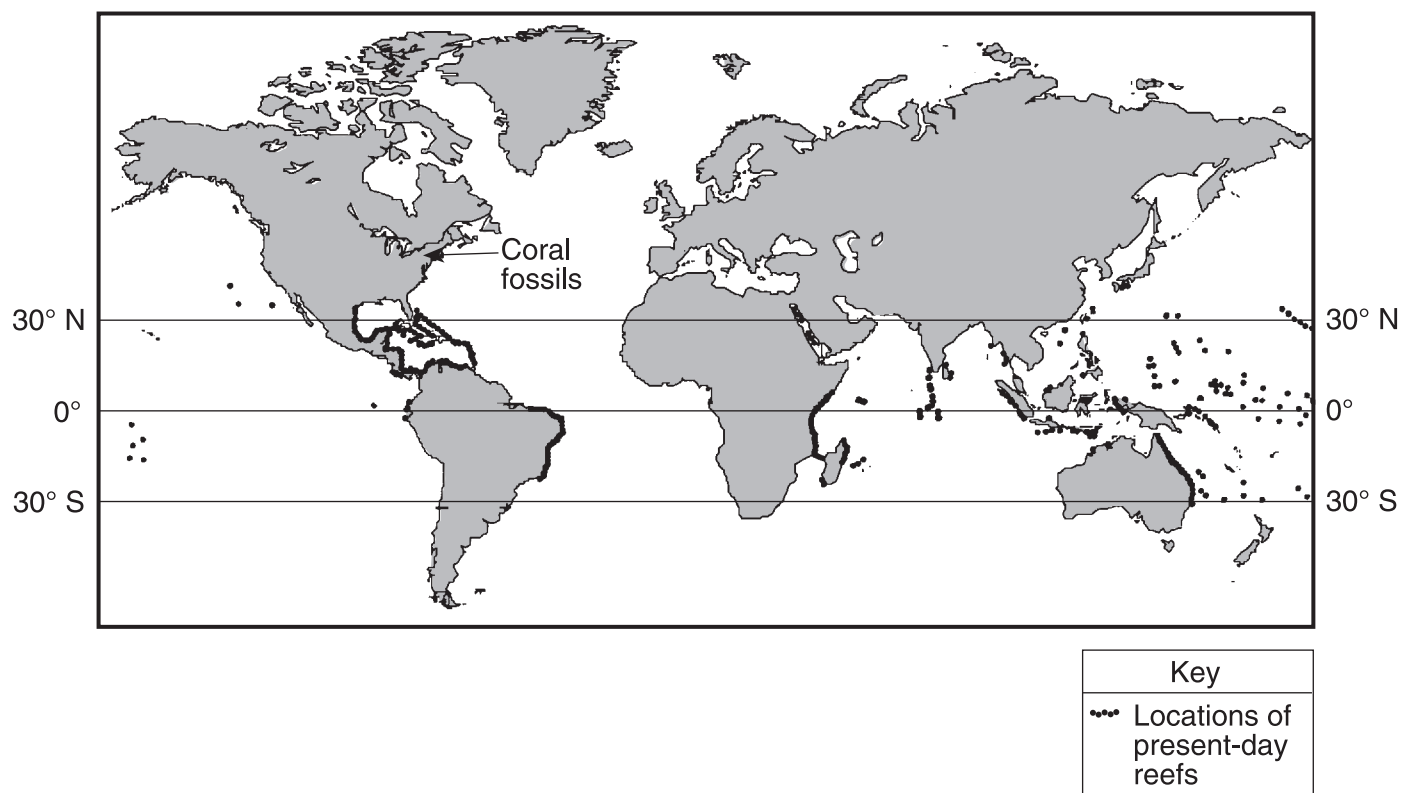 Coral
fossils
30° N
30° N
0°
0°
30° S
30° S
Key
Locations of
present-day
reefs